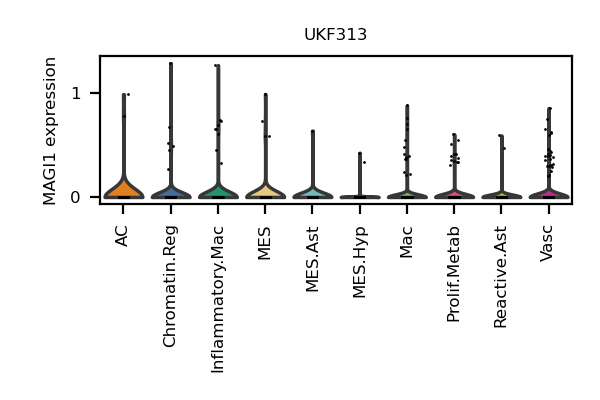 UKF313
MAGI1 expression
1
0
AC
Chromatin.Reg
Inflammatory.Mac
MES
MES.Ast
MES.Hyp
Mac
Prolif.Metab
Reactive.Ast
Vasc